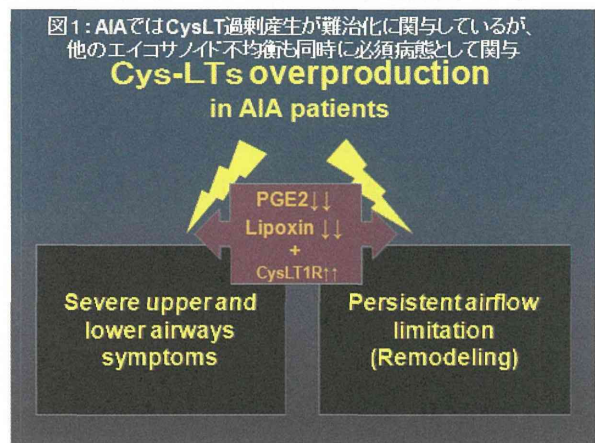 図1：AIAではCysLT過剰産生が難治化に関与しているが、
他のエイコサノイド不均衡も同時に必須病態として関与
Cys-LTs overproduction
in AIA patients
PGE2↓↓
Lipoxin ↓↓
+
CysLT1R↑↑
Severe upper and
lower airways
symptoms
Persistent airflow
limitation
(Remodeling)